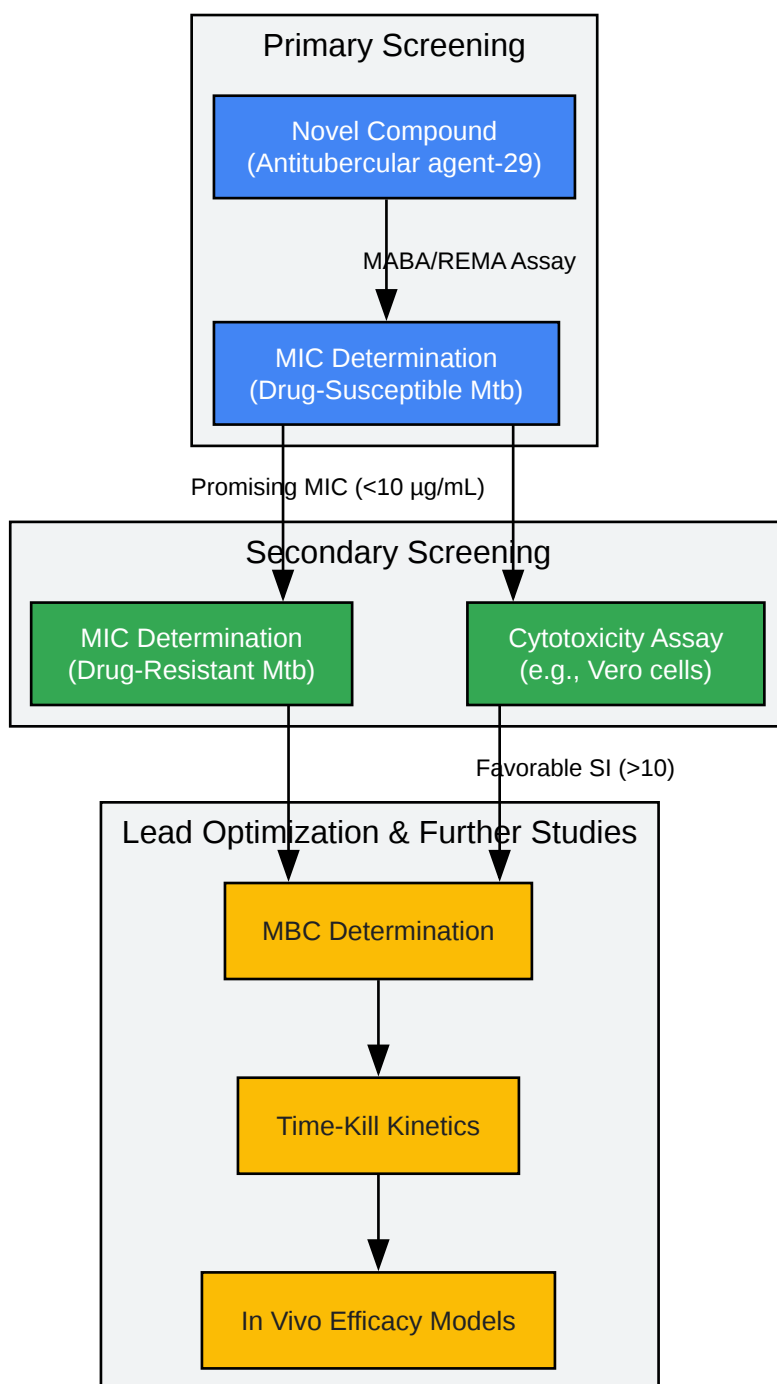 Primary Screening
Novel Compound
(Antitubercular agent-29)
MABA/REMA Assay
MIC Determination
(Drug-Susceptible Mtb)
Promising MIC (<10 µg/mL)
Secondary Screening
MIC Determination
(Drug-Resistant Mtb)
Cytotoxicity Assay
(e.g., Vero cells)
Favorable SI (>10)
Lead Optimization & Further Studies
MBC Determination
Time-Kill Kinetics
In Vivo Efficacy Models